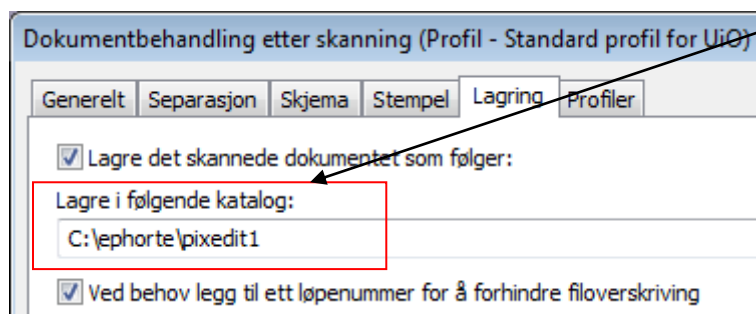 Dokumentbehandling etter skanning (Profil - Standard profil for UiO)
Generelt Separasjon Skjema Stempel Lagring Profiler
Lagre det skannede dokumentet som følger:
Lagre i følgende katalog:
C:\ephorte\pixedit1
Ved behov legg til ett løpenummer for å forhindre filoverskriving